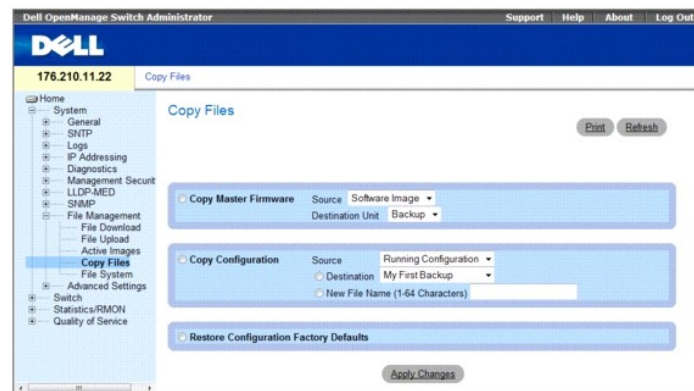 Dell OpenManage Switch Administrator
Support Help About Log Out
DELL
176.210.11.22
Copy Files
Home
System
General
SNTP
Logs
IP Addressing
Diagnostics
Management Securit
LLDP-MED
SNMP
File Management
File Download
File Upload
Active Images
Copy Files
File System
Advanced Settings
Switch
Statistics/RMON
Quality of Service
Copy Files
Print Refresh
Copy Master Firmware Source Software Image
Destination Unit Backup
Copy Configuration Source Running Configuration
Destination My First Backup
New File Name (1-64 Characters)
Restore Configuration Factory Defaults
Apply Changes